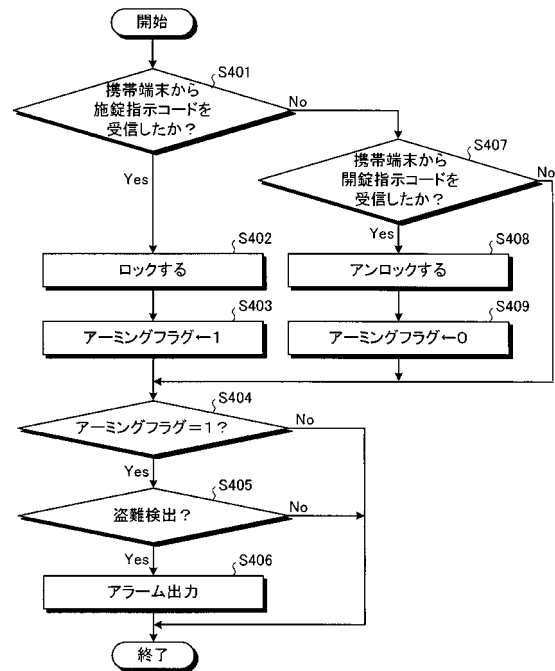 開始
S401
携帯端末から
施錠指示コードを
受信したか？
No
Yes
S407
携帯端末から
開錠指示コードを
受信したか？
No
Yes
S402
ロックする
S408
アンロックする
S403
アーミングフラグ←1
S409
アーミングフラグ←0
S404
アーミングフラグ＝1？
No
Yes
S405
盗難検出？
No
Yes
S406
アラーム出力
終了